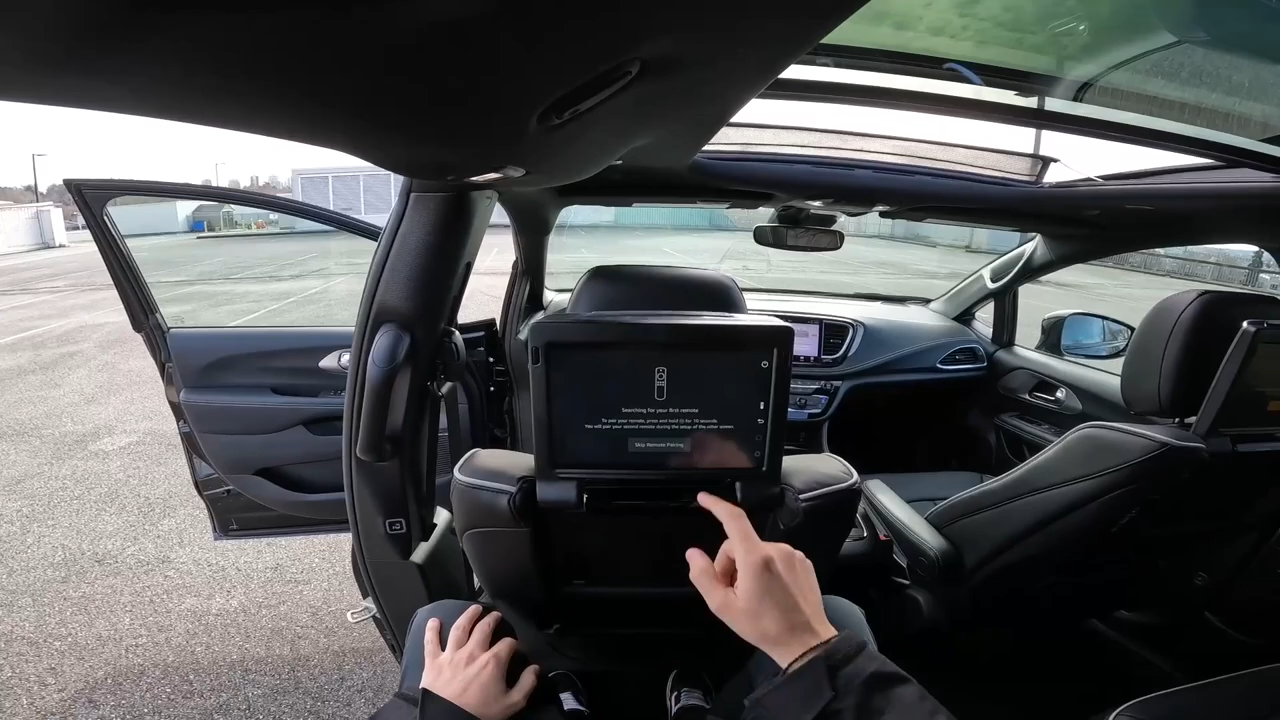 Searching for your first remote
To pair your remote, press and hold ⌂ for 10 seconds.
You will pair your second remote during the setup of the other screen.
Skip Remote Pairing